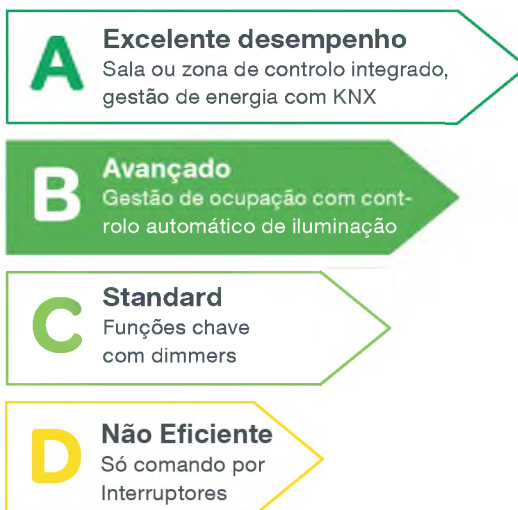 A
Excelente desempenho
Sala ou zona de controlo integrado,
gestão de energia com KNX
B
Avançado
Gestão de ocupação com cont-
rolo automático de iluminação
C
Standard
Funções chave
com dimmers
D
Não Eficiente
Só comando por
Interruptores